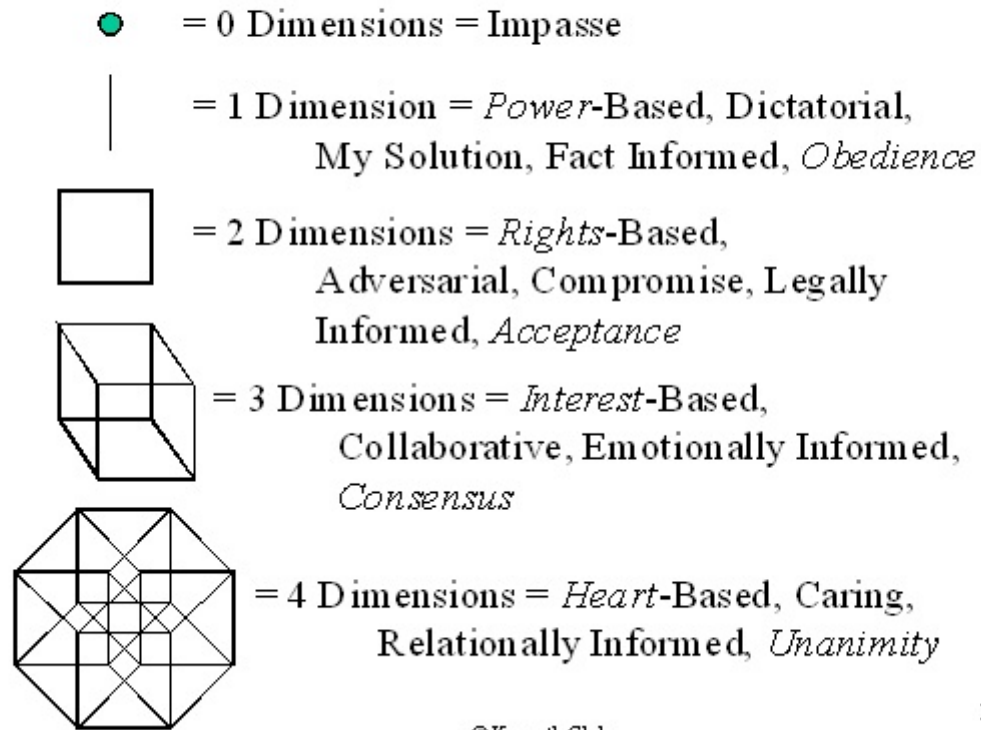 = 0 Dimensions = Impasse
= 1 Dimension = Power-Based, Dictatorial,
My Solution, Fact Informed, Obedience
= 2 Dimensions = Rights-Based,
Adversarial, Compromise, Legally
Informed, Acceptance
= 3 Dimensions = Interest-Based,
Collaborative, Emotionally Informed,
Consensus
= 4 Dimensions = Heart-Based, Caring,
Relationally Informed, Unanimity